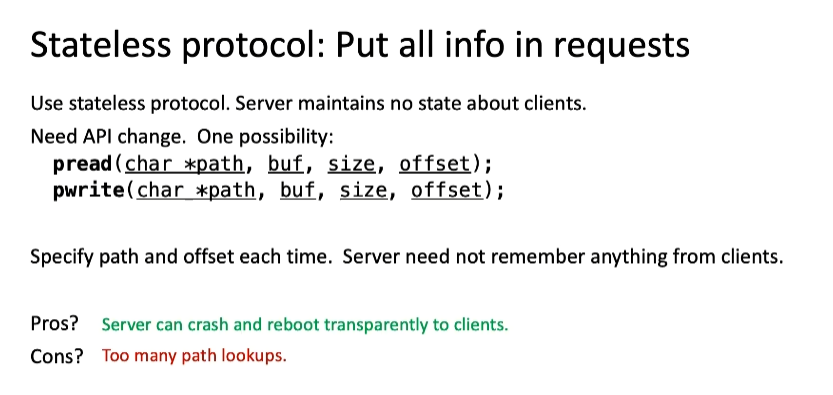 Stateless protocol: Put all info in requests
Use stateless protocol. Server maintains no state about clients.
Need API change. One possibility:
pread(char *path, buf, size, offset);
pwrite(char *path, buf, size, offset);
Specify path and offset each time. Server need not remember anything from clients.
Pros? Server can crash and reboot transparently to clients.
Cons? Too many path lookups.